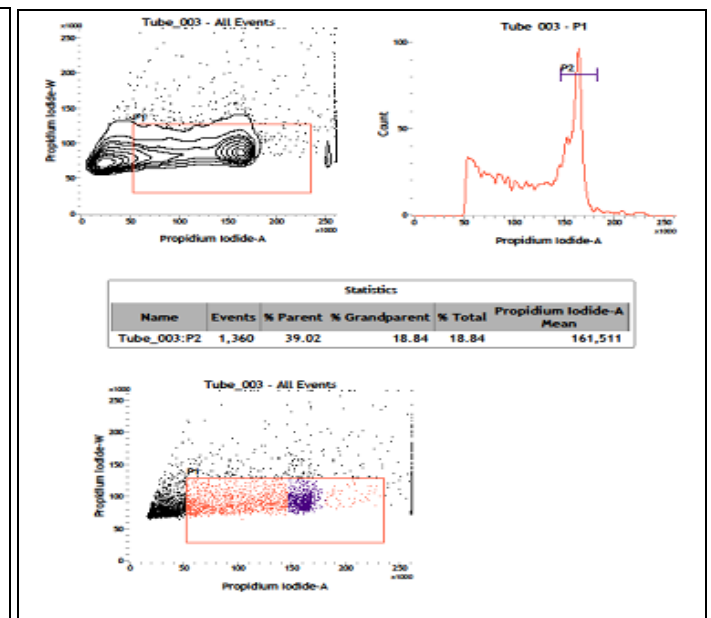 Tube_003 - All Events
x1000
250
200
150
100
50
0
Propidium Iodide-W
P1
0 50 100 150 200 250
x1000
Propidium Iodide-A
Tube 003 - P1
100
50
0
Count
P2
0 50 100 150 200 250
x1000
Propidium Iodide-A
Statistics
Name Events % Parent % Grandparent % Total Propidium Iodide-A Mean
Tube_003:P2 1,360 39.02 18.84 18.84 161,511
Tube_003 - All Events
x1000
250
200
150
100
50
0
Propidium Iodide-W
P1
0 50 100 150 200 250
x1000
Propidium Iodide-A